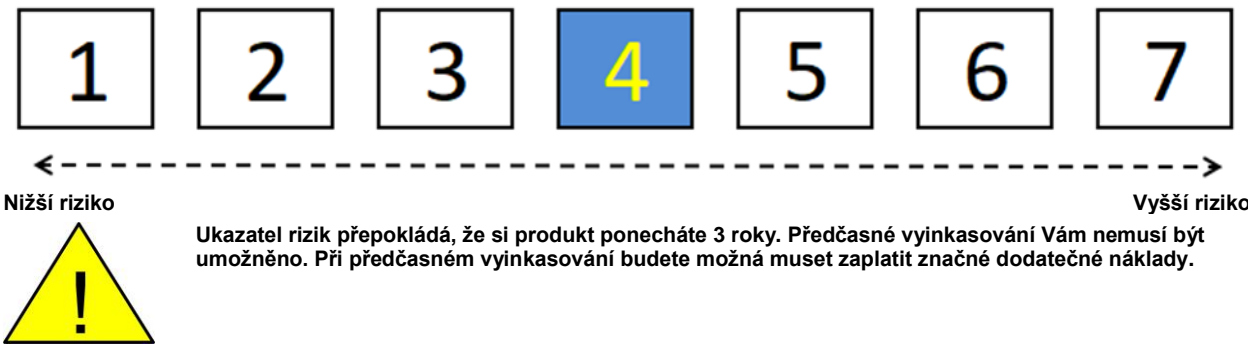 1 2 3 4 5 6 7
Nižší riziko Vyšší riziko
Ukazatel rizik přepokládá, že si produkt ponecháte 3 roky. Předčasné vyinkasování Vám nemusí být
umožněno. Při předčasném vyinkasování budete možná muset zaplatit značné dodatečné náklady.
!